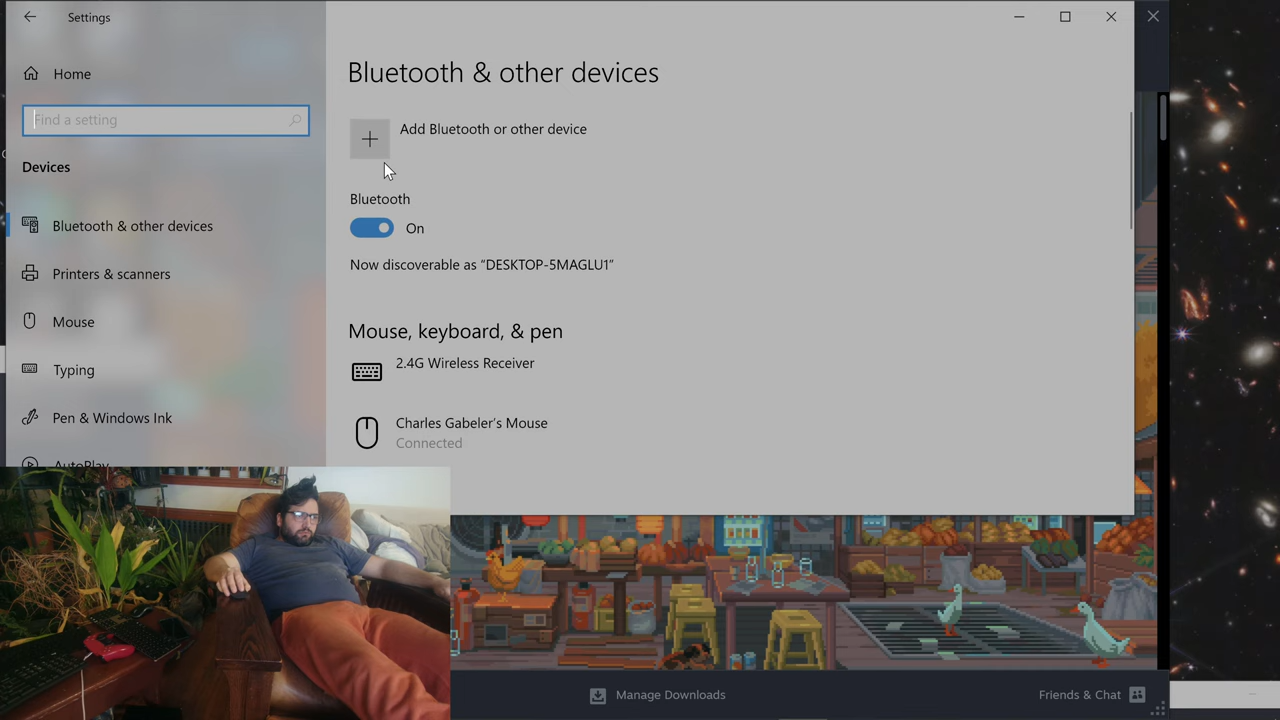 Settings
Home
Find a setting
Devices
Bluetooth & other devices
Printers & scanners
Mouse
Typing
Pen & Windows Ink
AutoPlay
Bluetooth & other devices
Add Bluetooth or other device
Bluetooth
On
Now discoverable as “DESKTOP-5MAGLU1”
Mouse, keyboard, & pen
2.4G Wireless Receiver
Charles Gabeler’s Mouse
Connected
Manage Downloads
Friends & Chat